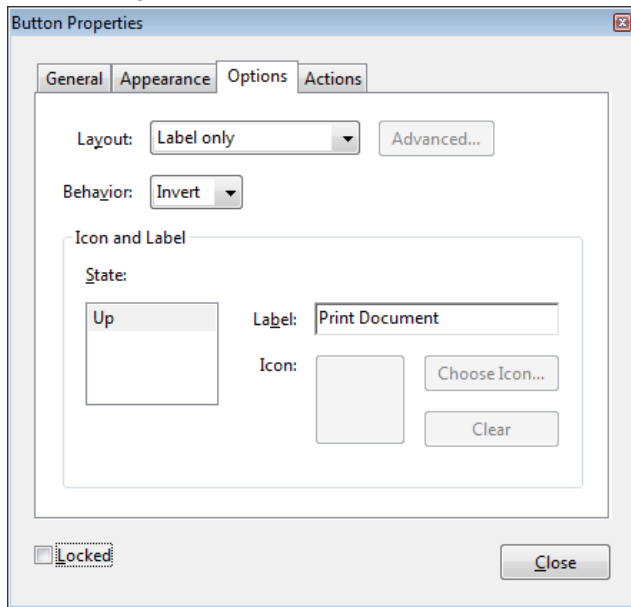 Button Properties
General Appearance Options Actions
Layout: Label only Advanced...
Behavior: Invert
Icon and Label
State:
Up Label: Print Document
Icon: Choose Icon...
Clear
Locked
Close